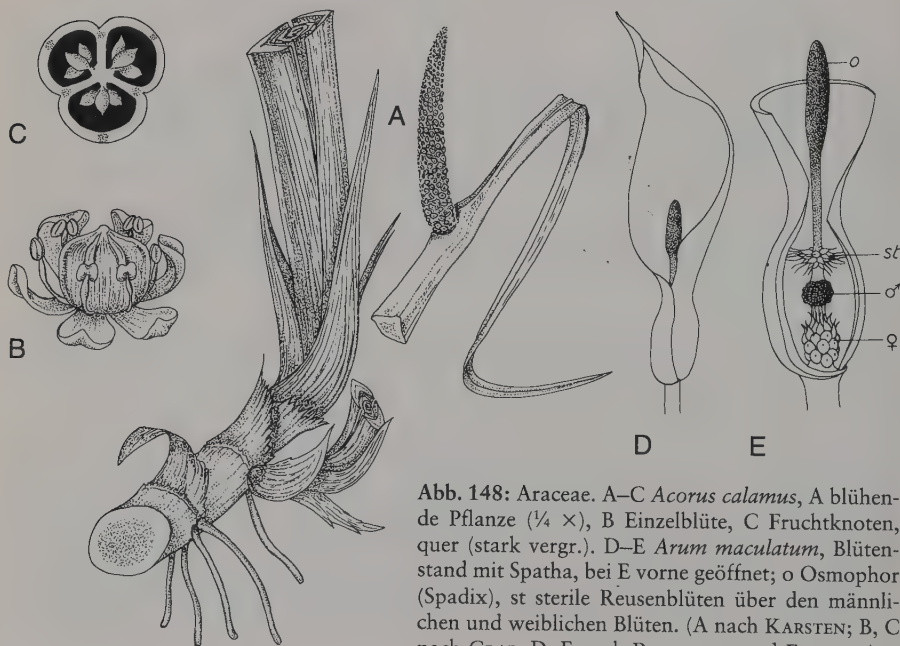 C
A
o
st
♂
♀
B
D
E
Abb. 148: Araceae. A–C Acorus calamus, A blühen-
de Pflanze (¼ ×), B Einzelblüte, C Fruchtknoten,
quer (stark vergr.). D–E Arum maculatum, Blüten-
stand mit Spatha, bei E vorne geöffnet; o Osmophor
(Spadix), st sterile Reusenblüten über den männli-
chen und weiblichen Blüten. (A nach KARSTEN; B, C